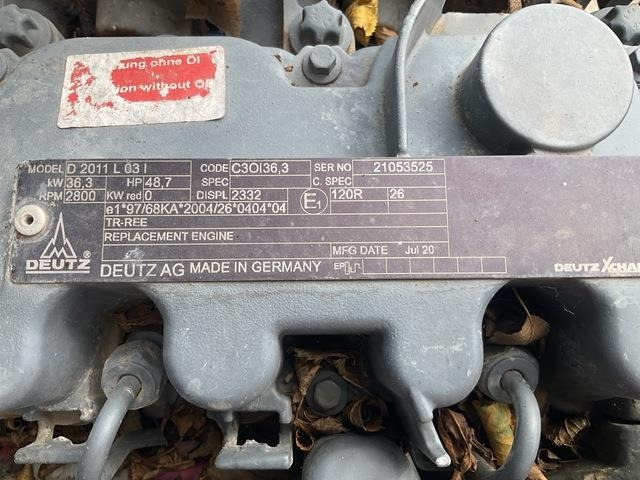 ung ohne Öl
ion without O
MODEL D 2011 L 03 I CODE C3OI36,3 SER NO 21053525
kW 36,3 HP 48,7 SPEC C. SPEC
RPM 2800 KW red 0 DISPL 2332 E1 120R 26
e1*97/68KA*2004/26*0404*04
TR-REE
REPLACEMENT ENGINE
MFG DATE Jul 20
DEUTZ DEUTZ AG MADE IN GERMANY EP DEUTZ XCHA